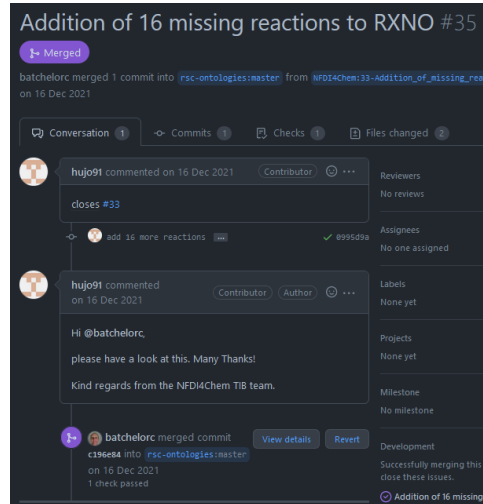 Addition of 16 missing reactions to RXNO #35
Merged
batchelorc merged 1 commit into rsc-ontologies:master from NFDI4Chem:33-Addition_of_missing_rea
on 16 Dec 2021
Conversation 1 Commits 1 Checks 1 Files changed 2
hujo91 commented on 16 Dec 2021 Contributor ...
closes #33
add 16 more reactions ... 0995d9a
hujo91 commented
on 16 Dec 2021
Contributor Author ...
Hi @batchelorc,
please have a look at this. Many Thanks!
Kind regards from the NFDI4Chem TIB team.
batchelorc merged commit
c196e84 into rsc-ontologies:master
on 16 Dec 2021
1 check passed
View details Revert
Reviewers
No reviews
Assignees
No one assigned
Labels
None yet
Projects
None yet
Milestone
No milestone
Development
Successfully merging this
close these issues.
Addition of 16 missing